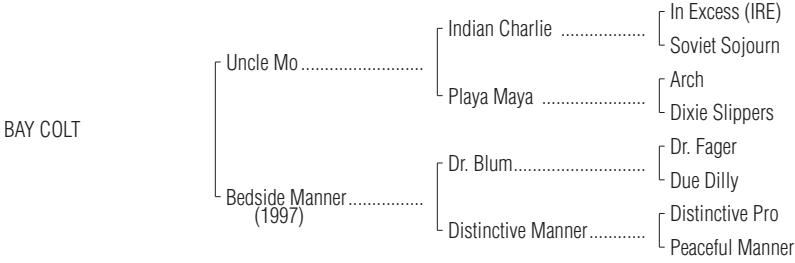 In Excess (IRE)
Indian Charlie ..................
Soviet Sojourn
Uncle Mo..........................
Arch
Playa Maya ......................
Dixie Slippers
BAY COLT
Dr. Fager
Dr. Blum............................
Due Dilly
Bedside Manner................
(1997)
Distinctive Pro
Distinctive Manner............
Peaceful Manner